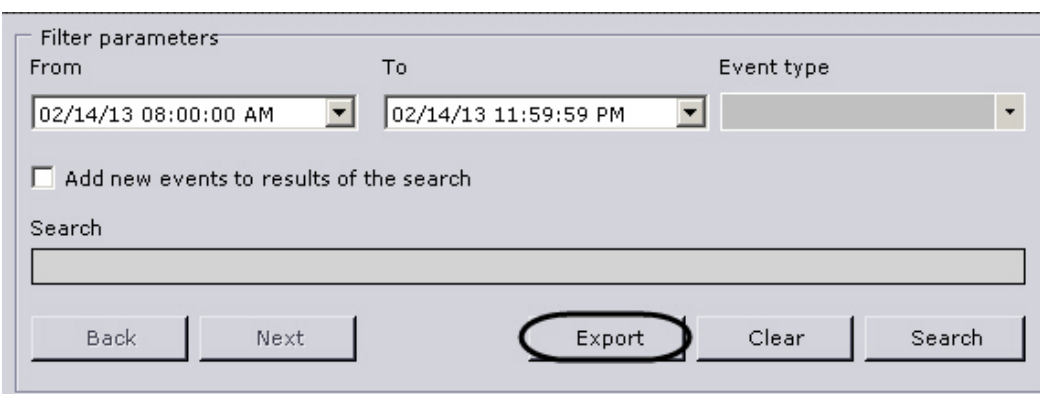 Filter parameters
From To Event type
02/14/13 08:00:00 AM 02/14/13 11:59:59 PM
Add new events to results of the search
Search
Back Next Export Clear Search